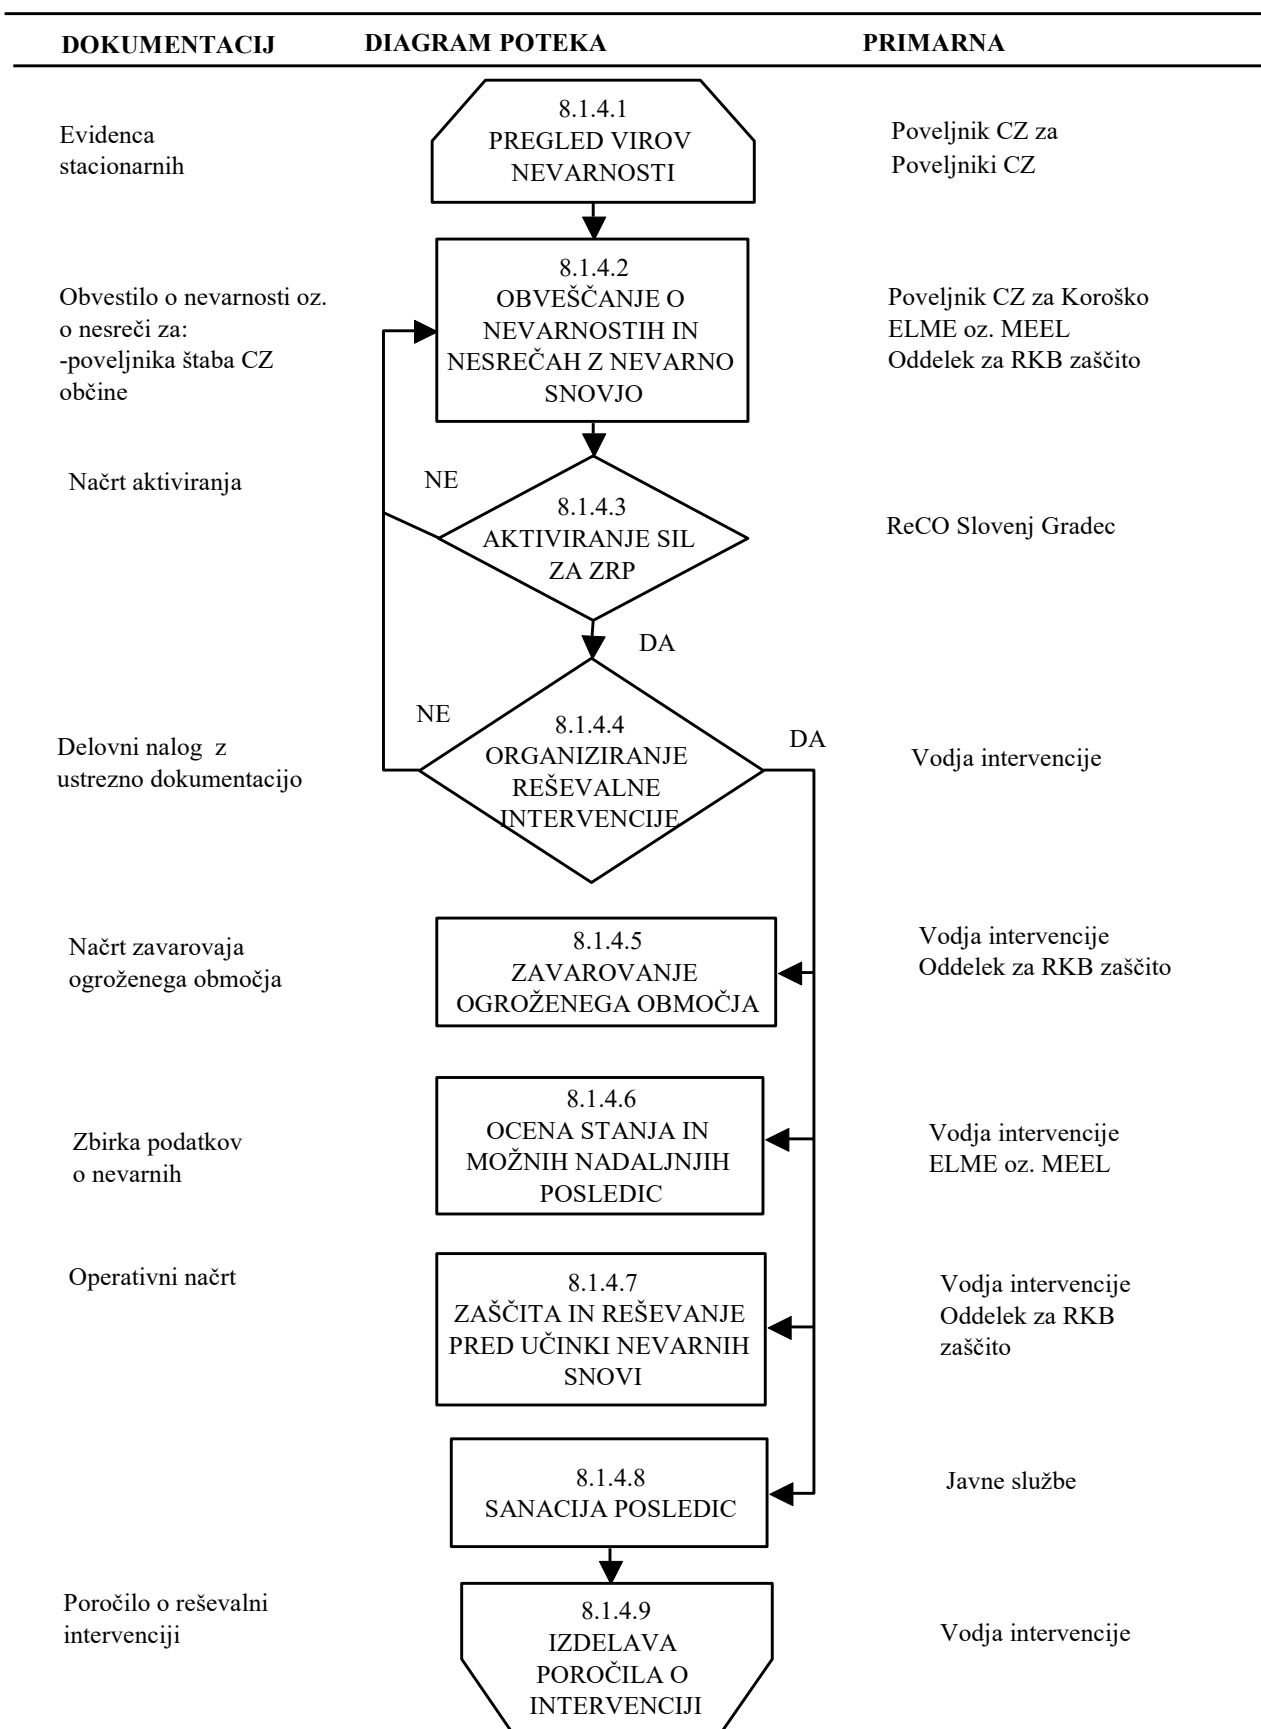 DOKUMENTACIJ
DIAGRAM POTEKA
PRIMARNA
Evidenca
stacionarnih
8.1.4.1
PREGLED VIROV
NEVARNOSTI
Poveljnik CZ za
Poveljniki CZ
Obvestilo o nevarnosti oz.
o nesreči za:
-poveljnika štaba CZ
občine
8.1.4.2
OBVEŠČANJE O
NEVARNOSTIH IN
NESREČAH Z NEVARNO
SNOVJO
Poveljnik CZ za Koroško
ELME oz. MEEL
Oddelek za RKB zaščito
Načrt aktiviranja
NE
8.1.4.3
AKTIVIRANJE SIL
ZA ZRP
ReCO Slovenj Gradec
DA
Delovni nalog  z
ustrezno dokumentacijo
NE
8.1.4.4
ORGANIZIRANJE
REŠEVALNE
INTERVENCIJE
DA
Vodja intervencije
Načrt zavarovaja
ogroženega območja
8.1.4.5
ZAVAROVANJE
OGROŽENEGA OBMOČJA
Vodja intervencije
Oddelek za RKB zaščito
Zbirka podatkov
o nevarnih
8.1.4.6
OCENA STANJA IN
MOŽNIH NADALJNJIH
POSLEDIC
Vodja intervencije
ELME oz. MEEL
Operativni načrt
8.1.4.7
ZAŠČITA IN REŠEVANJE
PRED UČINKI NEVARNIH
SNOVI
Vodja intervencije
Oddelek za RKB
zaščito
8.1.4.8
SANACIJA POSLEDIC
Javne službe
Poročilo o reševalni
intervenciji
8.1.4.9
IZDELAVA
POROČILA O
INTERVENCIJI
Vodja intervencije